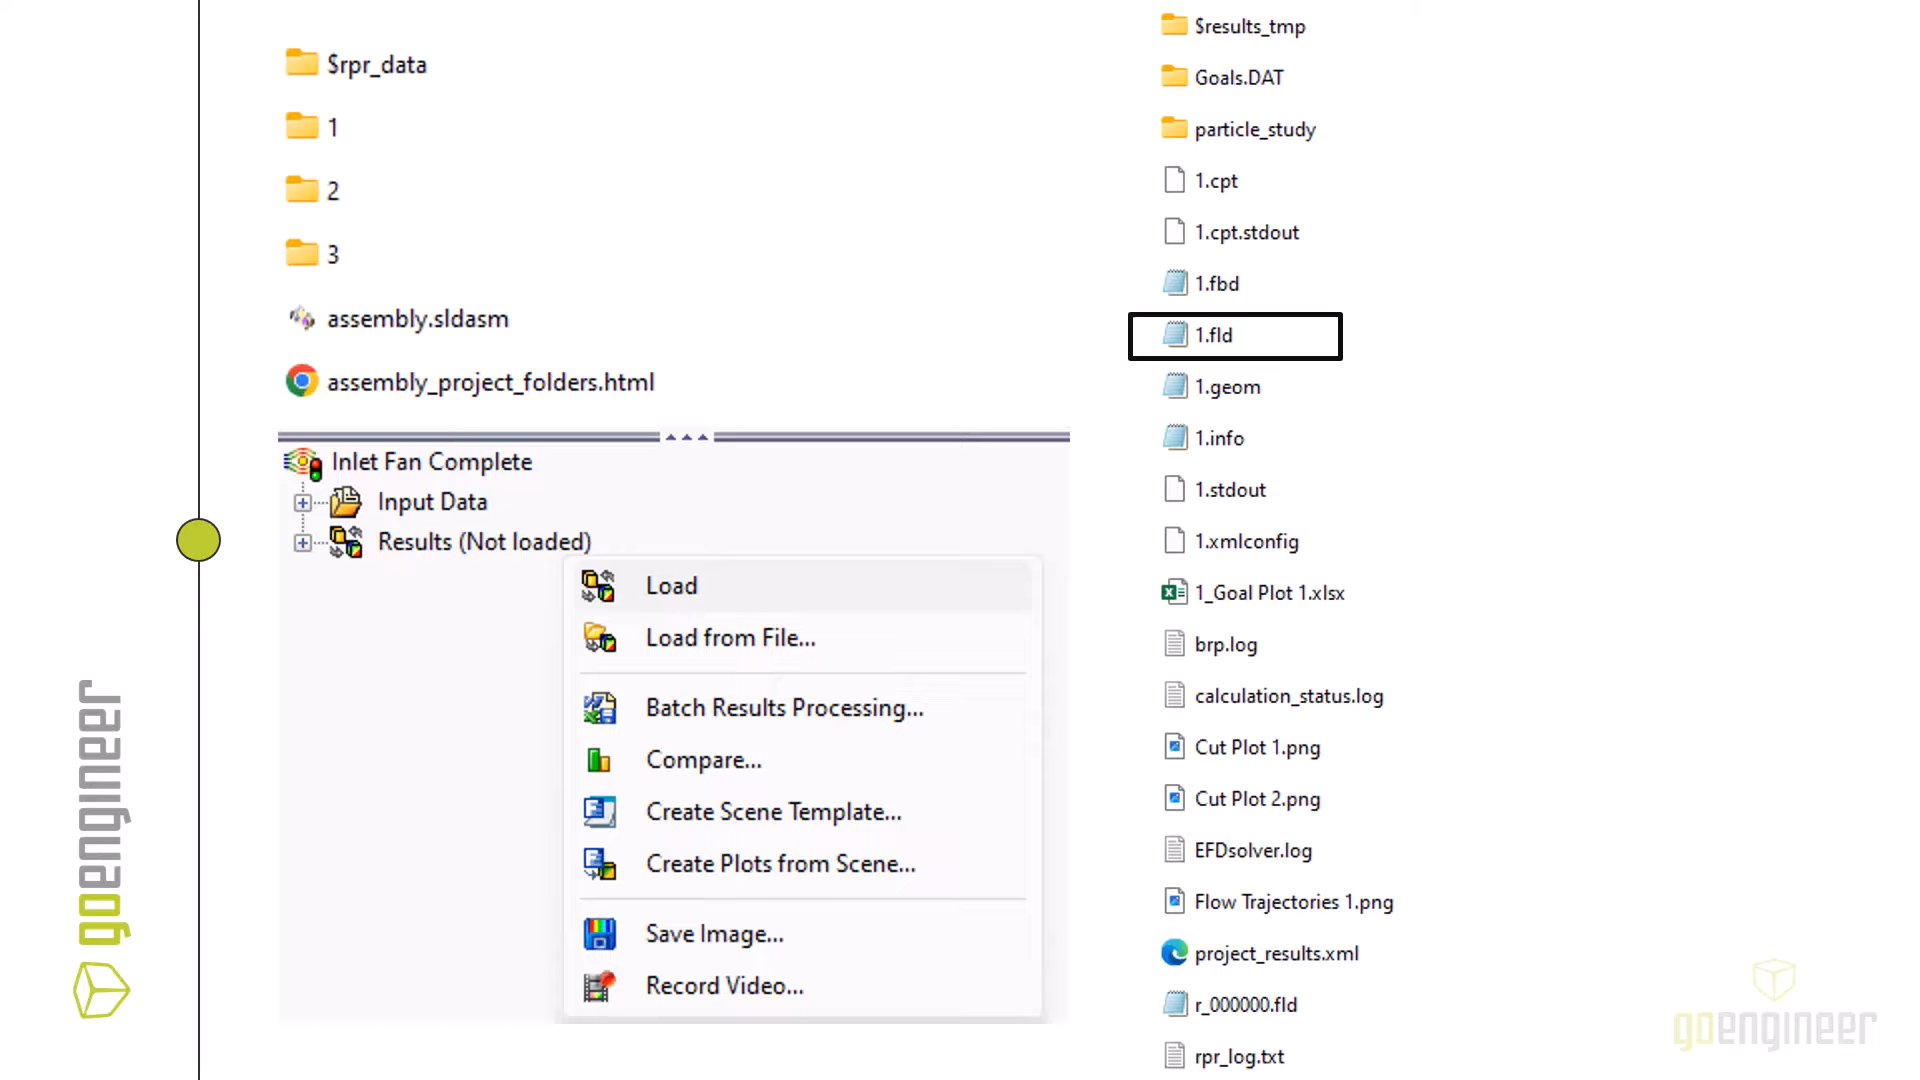 $rpr_data
1
2
3
assembly.sldasm
assembly_project_folders.html
Inlet Fan Complete
Input Data
Results (Not loaded)
Load
Load from File...
Batch Results Processing...
Compare...
Create Scene Template...
Create Plots from Scene...
Save Image...
Record Video...
$results_tmp
Goals.DAT
particle_study
1.cpt
1.cpt.stdout
1.fbd
1.fld
1.geom
1.info
1.stdout
1.xmlconfig
1_Goal Plot 1.xlsx
brp.log
calculation_status.log
Cut Plot 1.png
Cut Plot 2.png
EFDsolver.log
Flow Trajectories 1.png
project_results.xml
r_000000.fld
rpr_log.txt
goengineer
goengineer